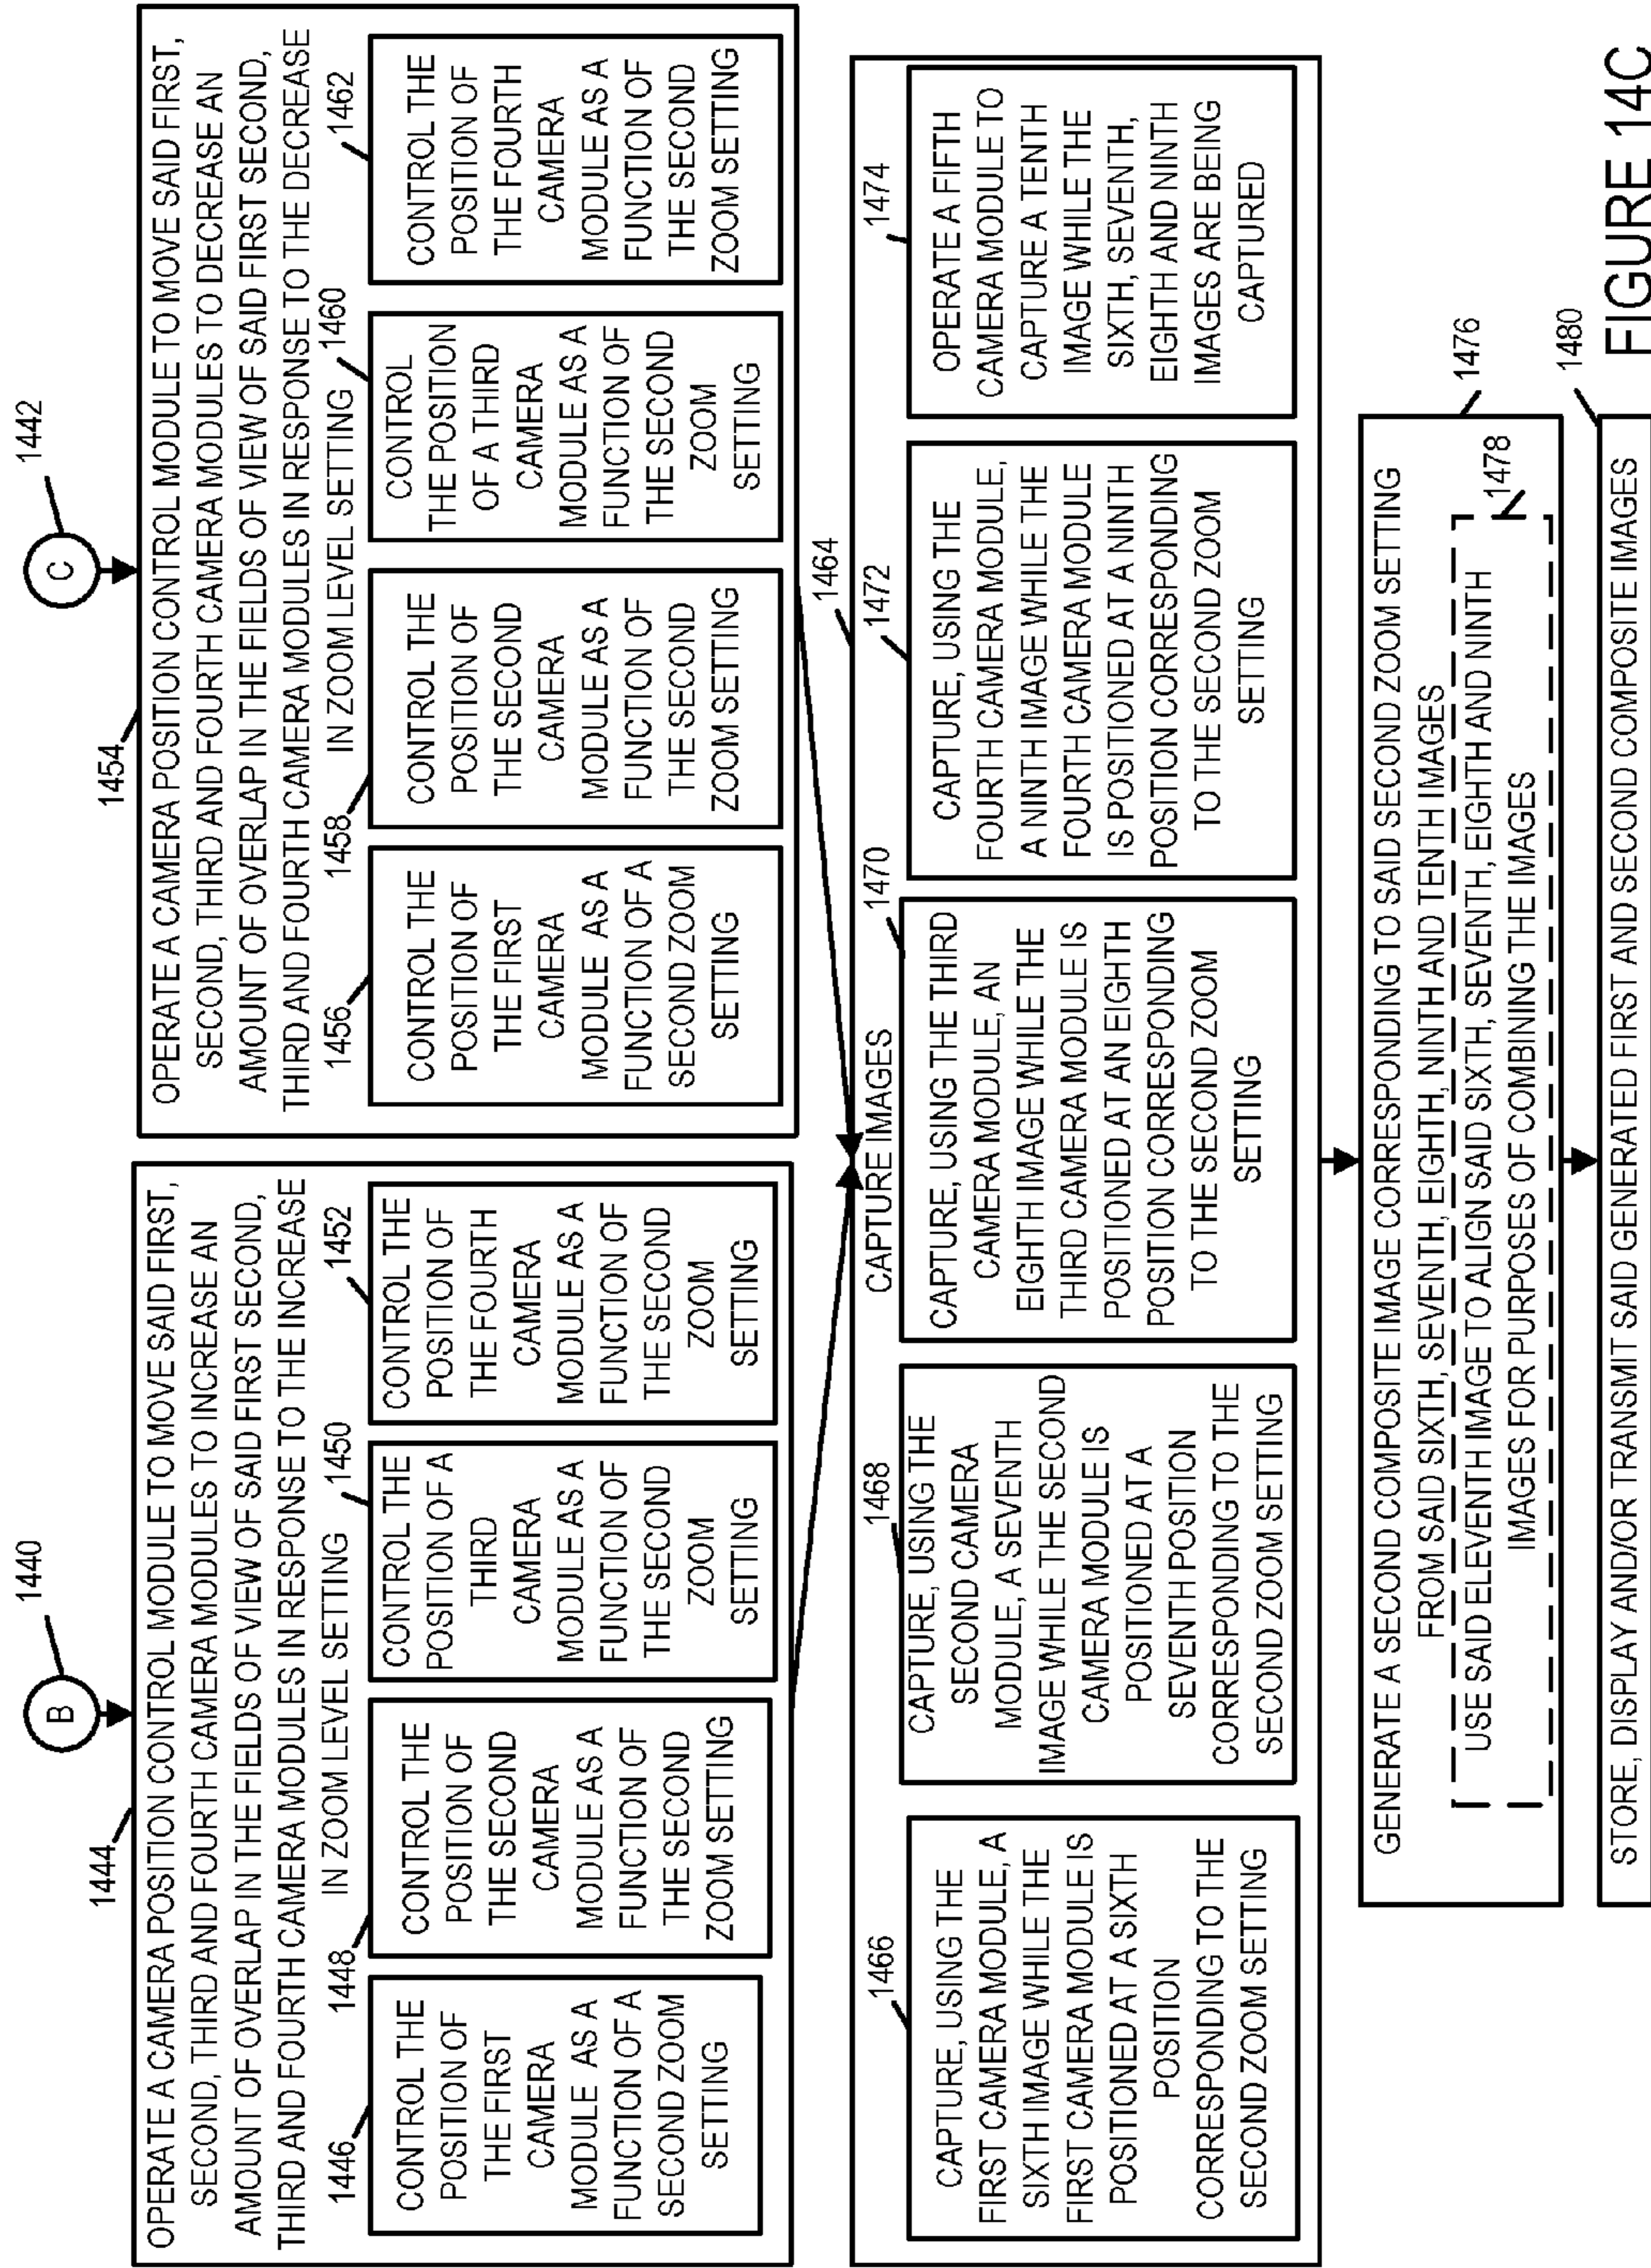 B
1440
1444
OPERATE A CAMERA POSITION CONTROL MODULE TO MOVE SAID FIRST,
SECOND, THIRD AND FOURTH CAMERA MODULES TO INCREASE AN
AMOUNT OF OVERLAP IN THE FIELDS OF VIEW OF SAID FIRST SECOND,
THIRD AND FOURTH CAMERA MODULES IN RESPONSE TO THE INCREASE
IN ZOOM LEVEL SETTING
1446
CONTROL THE
POSITION OF
THE FIRST
CAMERA
MODULE AS A
FUNCTION OF A
SECOND ZOOM
SETTING
1448
CONTROL THE
POSITION OF
THE SECOND
CAMERA
MODULE AS A
FUNCTION OF
THE SECOND
ZOOM SETTING
1450
CONTROL THE
POSITION OF A
THIRD
CAMERA
MODULE AS A
FUNCTION OF
THE SECOND
ZOOM
SETTING
1452
CONTROL THE
POSITION OF
THE FOURTH
CAMERA
MODULE AS A
FUNCTION OF
THE SECOND
ZOOM
SETTING
C
1442
1454
OPERATE A CAMERA POSITION CONTROL MODULE TO MOVE SAID FIRST,
SECOND, THIRD AND FOURTH CAMERA MODULES TO DECREASE AN
AMOUNT OF OVERLAP IN THE FIELDS OF VIEW OF SAID FIRST SECOND,
THIRD AND FOURTH CAMERA MODULES IN RESPONSE TO THE DECREASE
IN ZOOM LEVEL SETTING
1456
CONTROL THE
POSITION OF
THE FIRST
CAMERA
MODULE AS A
FUNCTION OF A
SECOND ZOOM
SETTING
1458
CONTROL THE
POSITION OF
THE SECOND
CAMERA
MODULE AS A
FUNCTION OF
THE SECOND
ZOOM SETTING
1460
CONTROL
THE POSITION
OF A THIRD
CAMERA
MODULE AS A
FUNCTION OF
THE SECOND
ZOOM
SETTING
1462
CONTROL THE
POSITION OF
THE FOURTH
CAMERA
MODULE AS A
FUNCTION OF
THE SECOND
ZOOM SETTING
CAPTURE IMAGES
1464
1466
CAPTURE, USING THE
FIRST CAMERA MODULE, A
SIXTH IMAGE WHILE THE
FIRST CAMERA MODULE IS
POSITIONED AT A SIXTH
POSITION
CORRESPONDING TO THE
SECOND ZOOM SETTING
1468
CAPTURE, USING THE
SECOND CAMERA
MODULE, A SEVENTH
IMAGE WHILE THE SECOND
CAMERA MODULE IS
POSITIONED AT A
SEVENTH POSITION
CORRESPONDING TO THE
SECOND ZOOM SETTING
1470
CAPTURE, USING THE THIRD
CAMERA MODULE, AN
EIGHTH IMAGE WHILE THE
THIRD CAMERA MODULE IS
POSITIONED AT AN EIGHTH
POSITION CORRESPONDING
TO THE SECOND ZOOM
SETTING
1472
CAPTURE, USING THE
FOURTH CAMERA MODULE,
A NINTH IMAGE WHILE THE
FOURTH CAMERA MODULE
IS POSITIONED AT A NINTH
POSITION CORRESPONDING
TO THE SECOND ZOOM
SETTING
1474
OPERATE A FIFTH
CAMERA MODULE TO
CAPTURE A TENTH
IMAGE WHILE THE
SIXTH, SEVENTH,
EIGHTH AND NINTH
IMAGES ARE BEING
CAPTURED
1476
GENERATE A SECOND COMPOSITE IMAGE CORRESPONDING TO SAID SECOND ZOOM SETTING
FROM SAID SIXTH, SEVENTH, EIGHTH, NINTH AND TENTH IMAGES
1478
USE SAID ELEVENTH IMAGE TO ALIGN SAID SIXTH, SEVENTH, EIGHTH AND NINTH
IMAGES FOR PURPOSES OF COMBINING THE IMAGES
1480
STORE, DISPLAY AND/OR TRANSMIT SAID GENERATED FIRST AND SECOND COMPOSITE IMAGES
FIGURE 14C